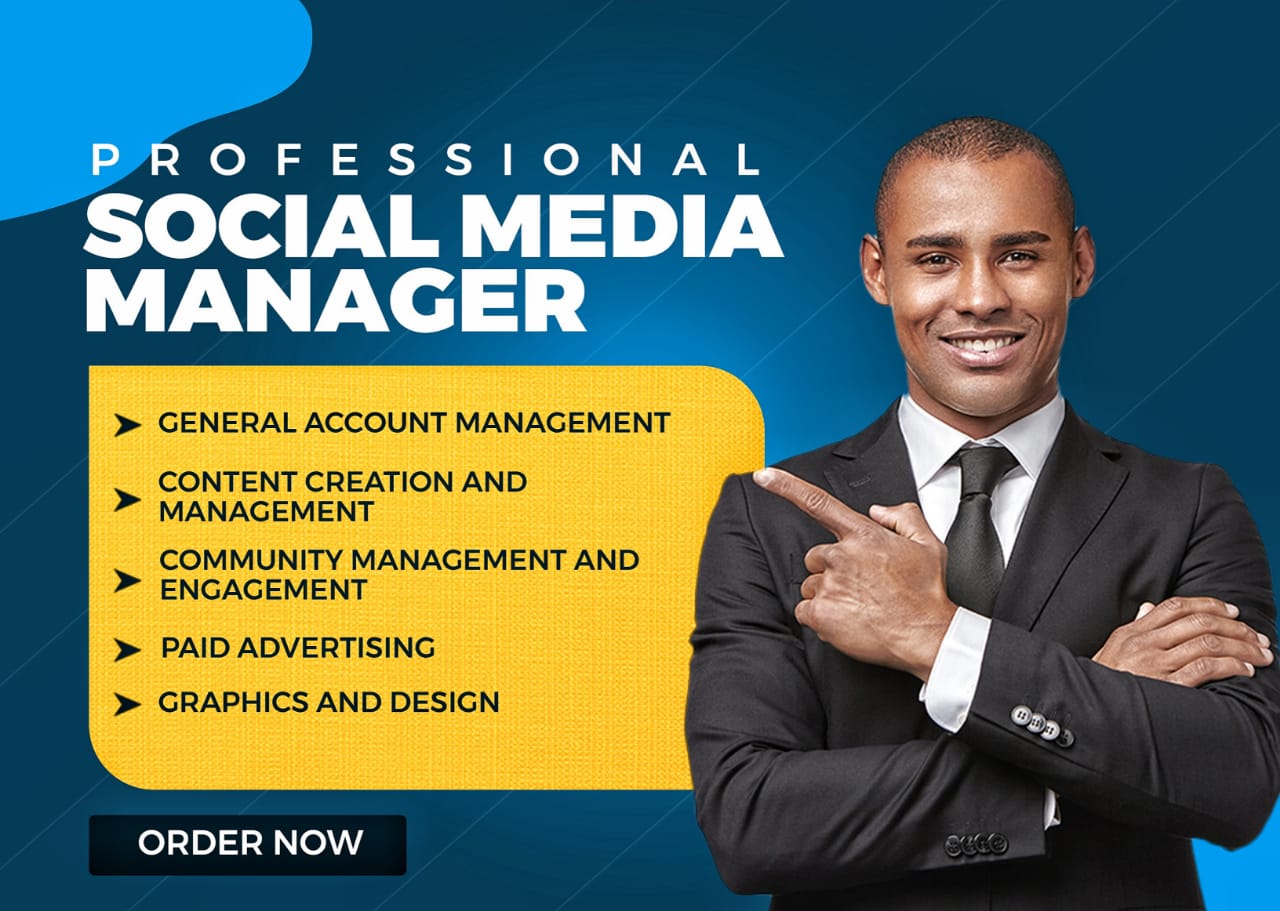 PROFESSIONAL
SOCIAL MEDIA
MANAGER
GENERAL ACCOUNT MANAGEMENT
CONTENT CREATION AND
MANAGEMENT
COMMUNITY MANAGEMENT AND
ENGAGEMENT
PAID ADVERTISING
GRAPHICS AND DESIGN
ORDER NOW